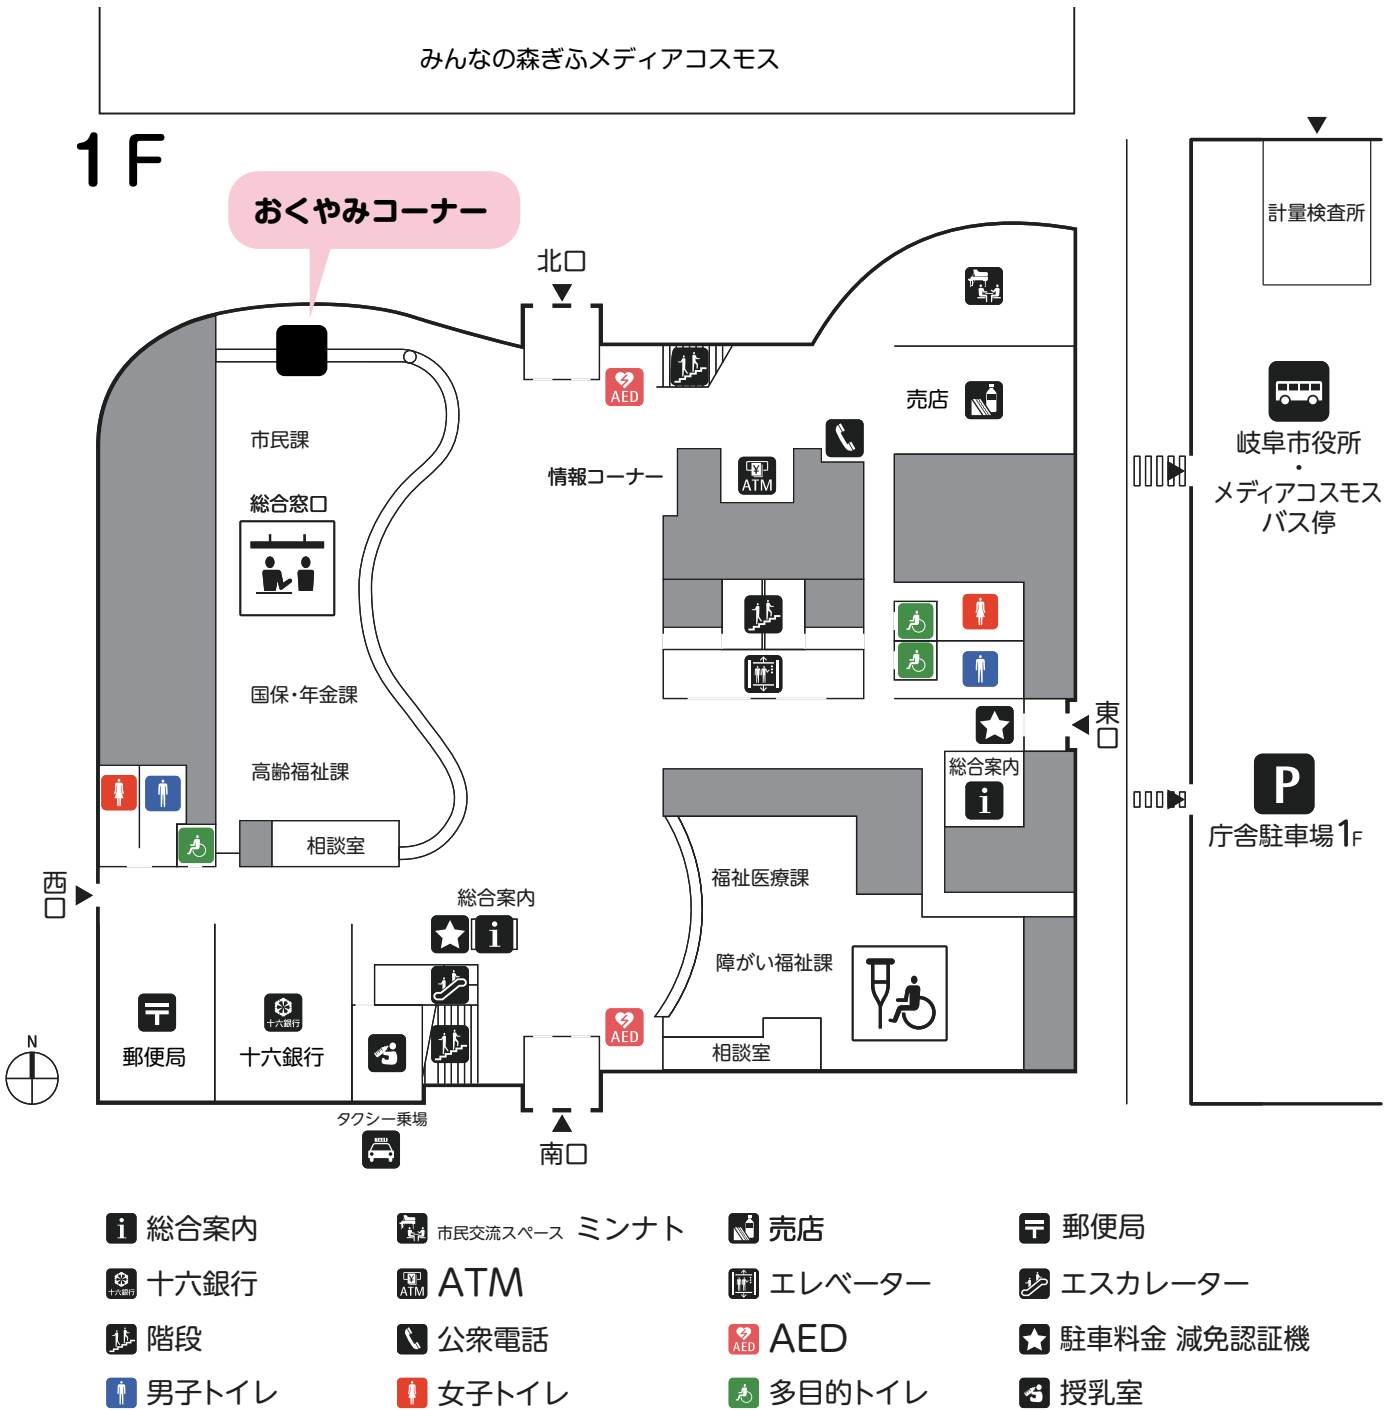 みんなの森ぎふメディアコスモス
1F
おくやみコーナー
北口
計量検査所
AED
売店
市民課
情報コーナー
ATM
岐阜市役所
・
メディアコスモス
バス停
総合窓口
国保・年金課
高齢福祉課
東口
総合案内
i
P
庁舎駐車場1F
相談室
西口
総合案内
i
福祉医療課
障がい福祉課
郵便局
十六銀行
十六銀行
AED
相談室
N
タクシー乗場
TAXI
南口
i 総合案内
市民交流スペース ミンナト
売店
郵便局
十六銀行 十六銀行
ATM ATM
エレベーター
エスカレーター
階段
公衆電話
AED AED
駐車料金 減免認証機
男子トイレ
女子トイレ
多目的トイレ
授乳室